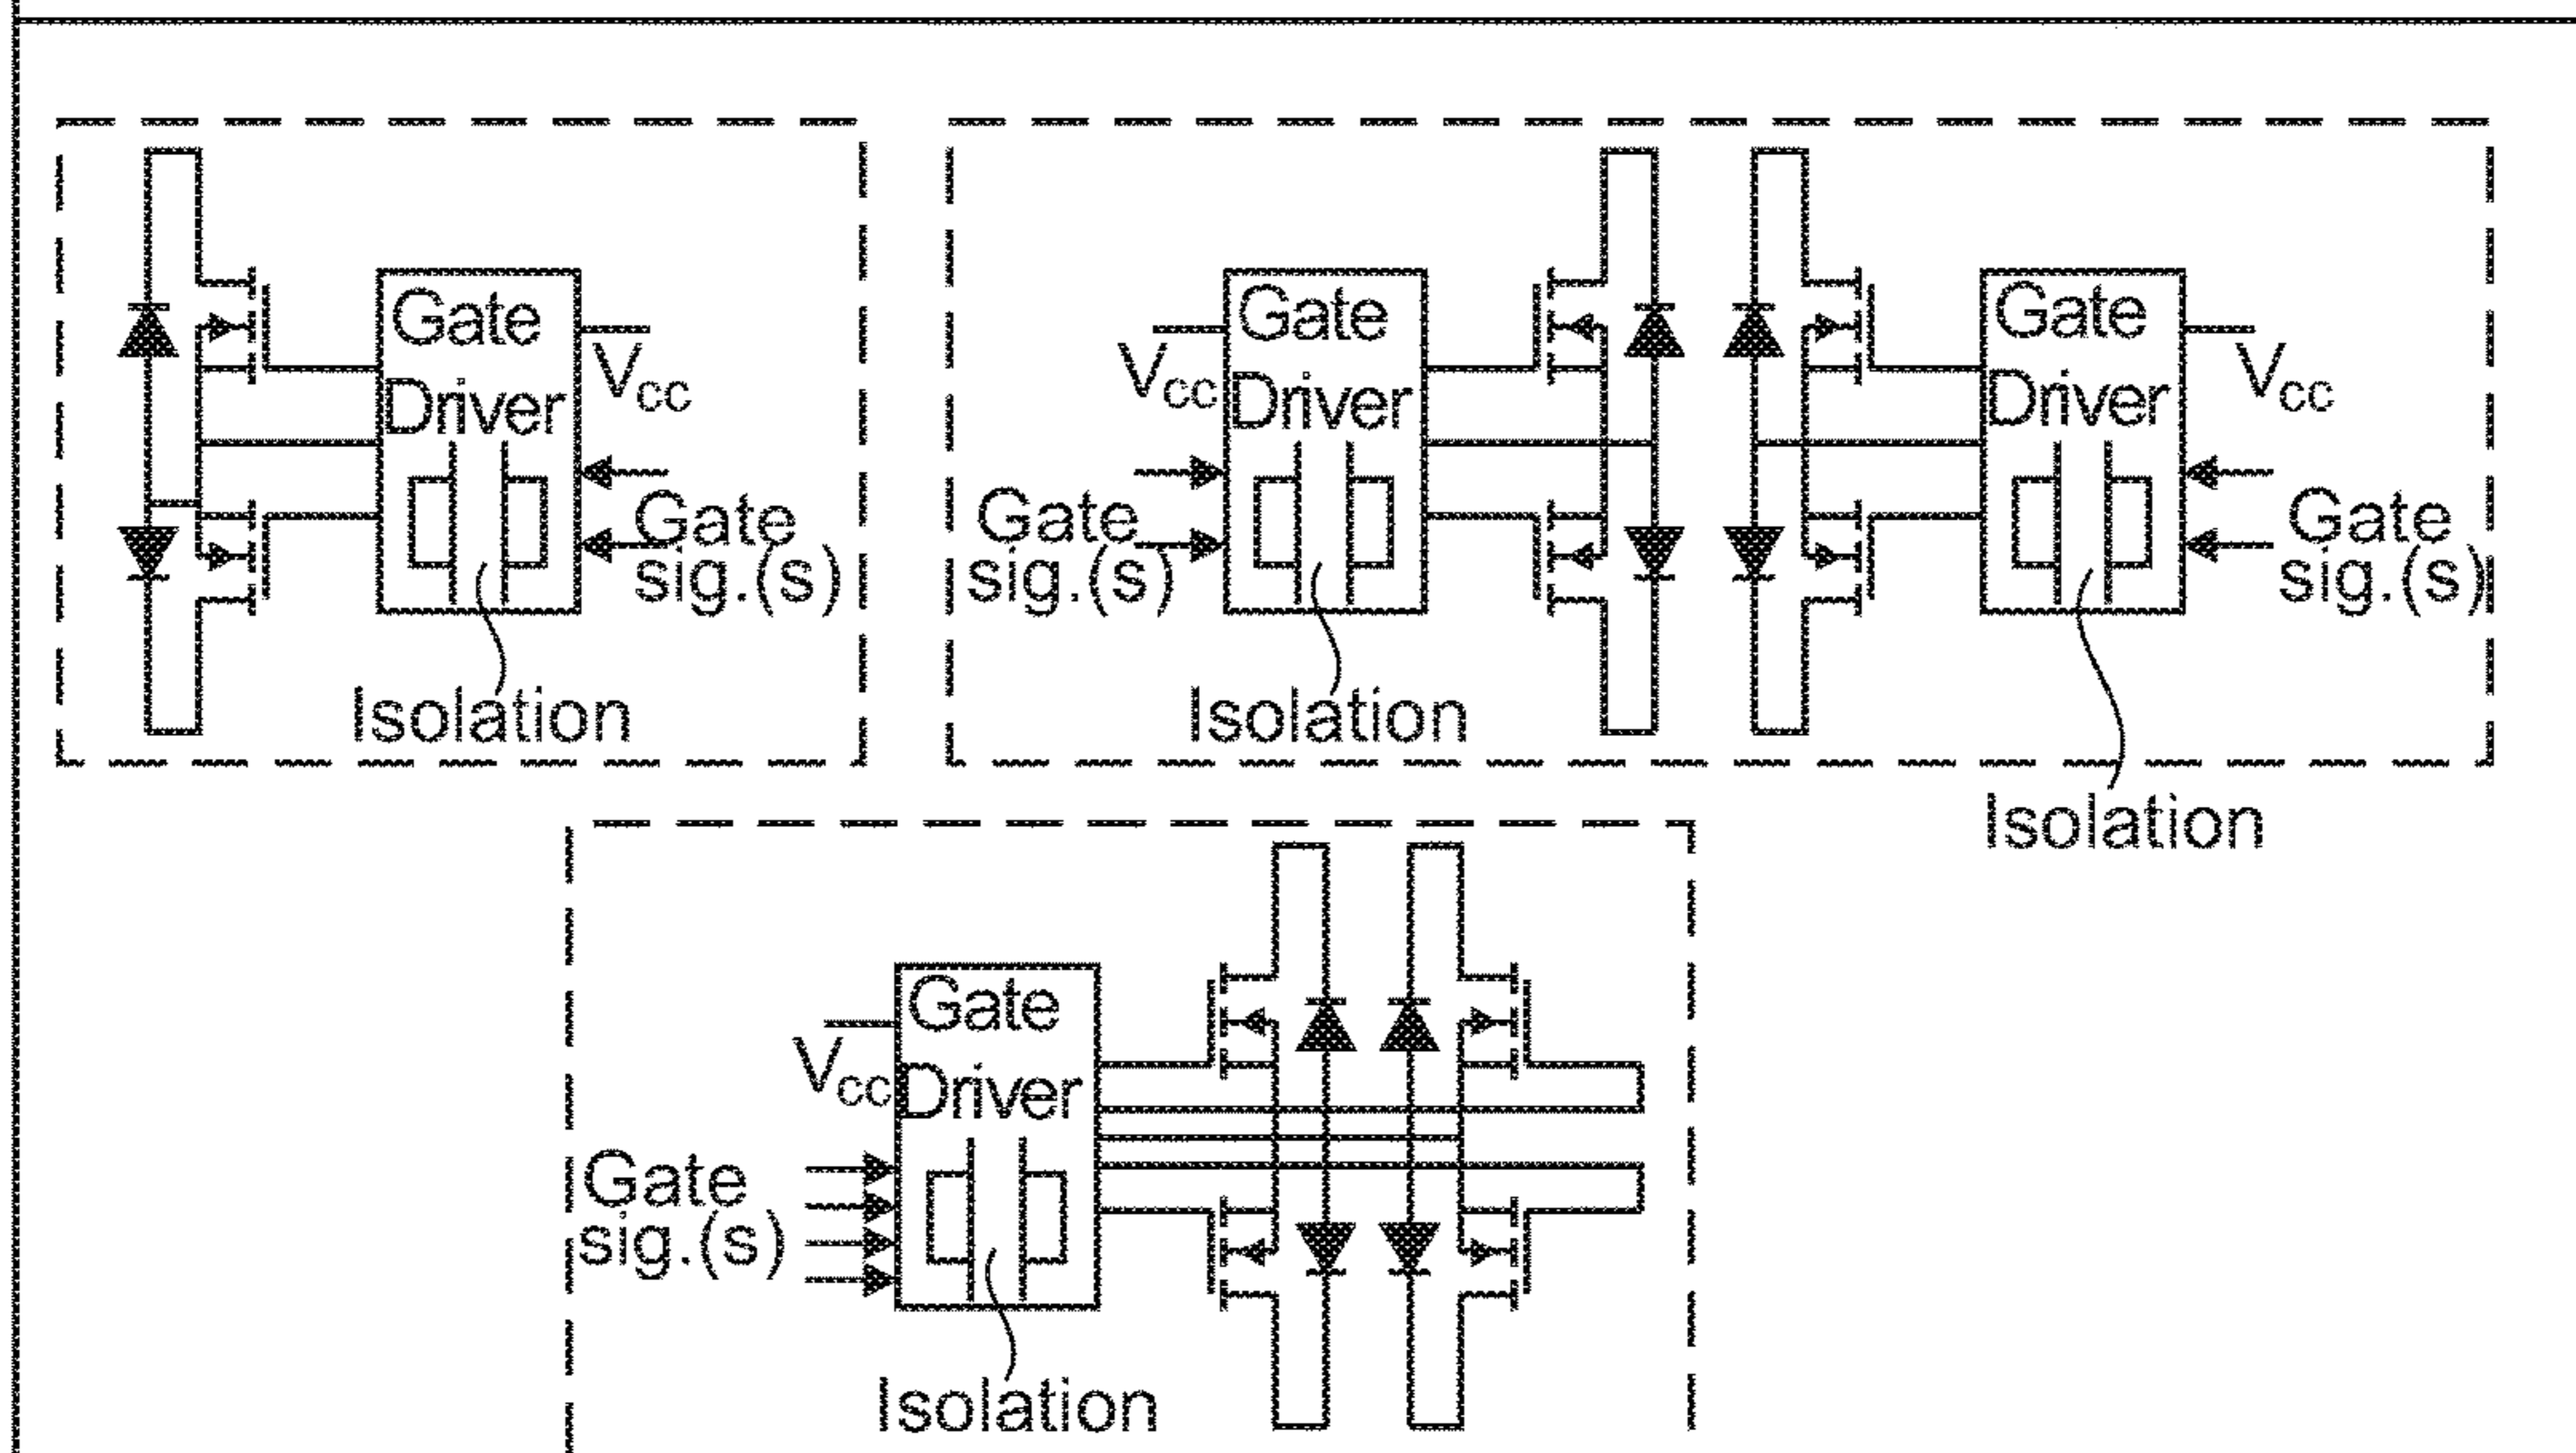 Gate
Driver
VCC
Gate
sig.(s)
Isolation
Gate
Driver
VCC
Gate
sig.(s)
Isolation
Gate
Driver
VCC
Gate
sig.(s)
Isolation
Gate
Driver
VCC
Gate
sig.(s)
Isolation